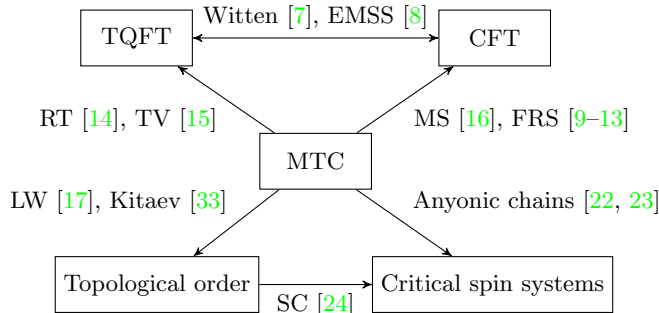 Witten [7], EMSS [8]
TQFT
CFT
RT [14], TV [15]
MS [16], FRS [9–13]
MTC
LW [17], Kitaev [33]
Anyonic chains [22, 23]
Topological order
Critical spin systems
SC [24]